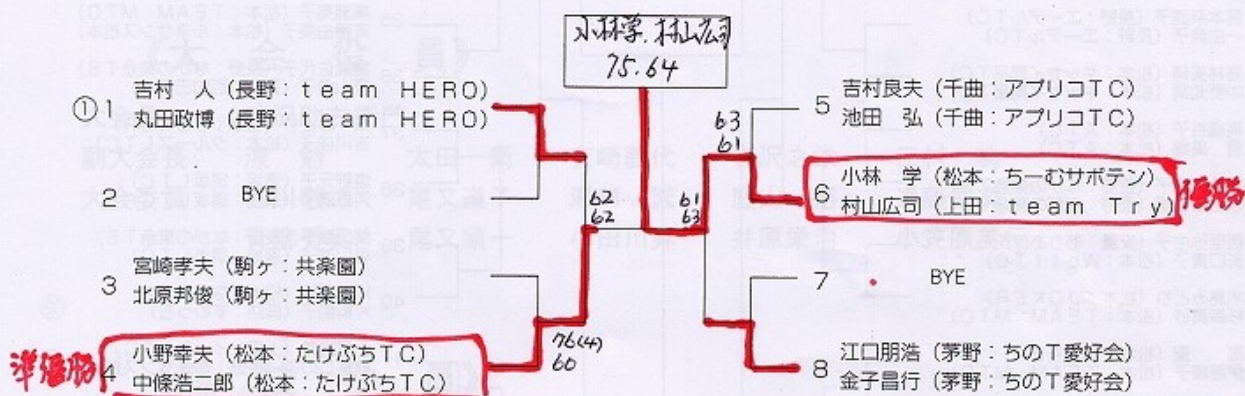 小林学.村山広司
75.64
① 1
吉村 人(長野:team HERO)
丸田政博(長野:team HERO)
2 BYE
3
宮崎孝夫(駒ヶ:共楽園)
北原邦俊(駒ヶ:共楽園)
準優勝
4
小野幸夫(松本:たけぶちTC)
中條浩二郎(松本:たけぶちTC)
62
62
76(4)
60
63
61
61
63
5
吉村良夫(千曲:アプリコTC)
池田 弘(千曲:アプリコTC)
6
小林 学(松本:ちーむサボテン)
村山広司(上田:team Try)
優勝
7 BYE
8
江口朋浩(茅野:ちのT愛好会)
金子昌行(茅野:ちのT愛好会)